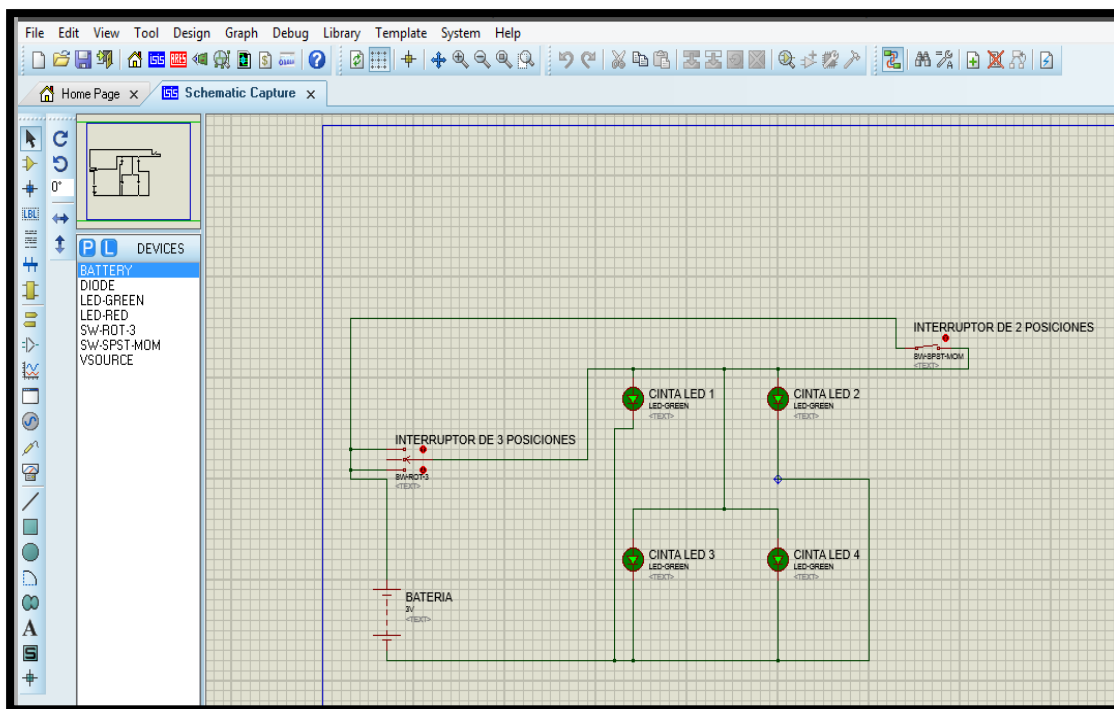 File Edit View Tool Design Graph Debug Library Template System Help
Home Page x Schematic Capture x
0°
LBL
P L DEVICES
BATTERY
DIODE
LED-GREEN
LED-RED
SW-ROT-3
SW-SPST-MOM
VSOURCE
A
S
INTERRUPTOR DE 2 POSICIONES
SW-SPST-MOM
<TEXT>
CINTA LED 1
LED-GREEN
<TEXT>
CINTA LED 2
LED-GREEN
<TEXT>
INTERRUPTOR DE 3 POSICIONES
SW-ROT-3
<TEXT>
CINTA LED 3
LED-GREEN
<TEXT>
CINTA LED 4
LED-GREEN
<TEXT>
BATERIA
3V
<TEXT>